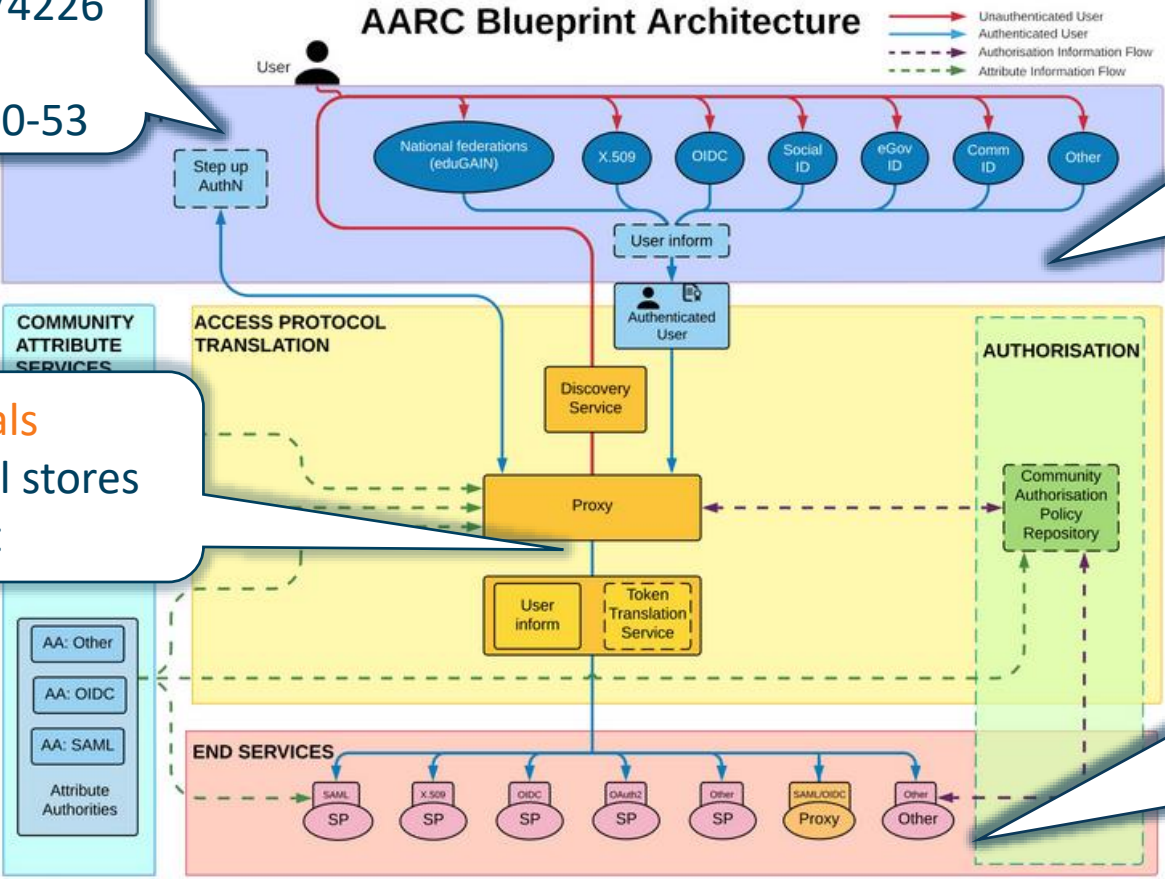 74226
0-53
AARC Blueprint Architecture
Unauthenticated User
Authenticated User
Authorisation Information Flow
Attribute Information Flow
User
Step up
AuthN
National federations
(eduGAIN)
X.509
OIDC
Social
ID
eGov
ID
Comm
ID
Other
User inform
Authenticated
User
COMMUNITY
ATTRIBUTE
SERVICES
ACCESS PROTOCOL
TRANSLATION
AUTHORISATION
Discovery
Service
als
l stores
Proxy
Community
Authorisation
Policy
Repository
User
inform
Token
Translation
Service
AA: Other
AA: OIDC
AA: SAML
Attribute
Authorities
END SERVICES
SAML
SP
X.509
SP
OIDC
SP
OAuth2
SP
Other
SP
SAML/OIDC
Proxy
Other
Other